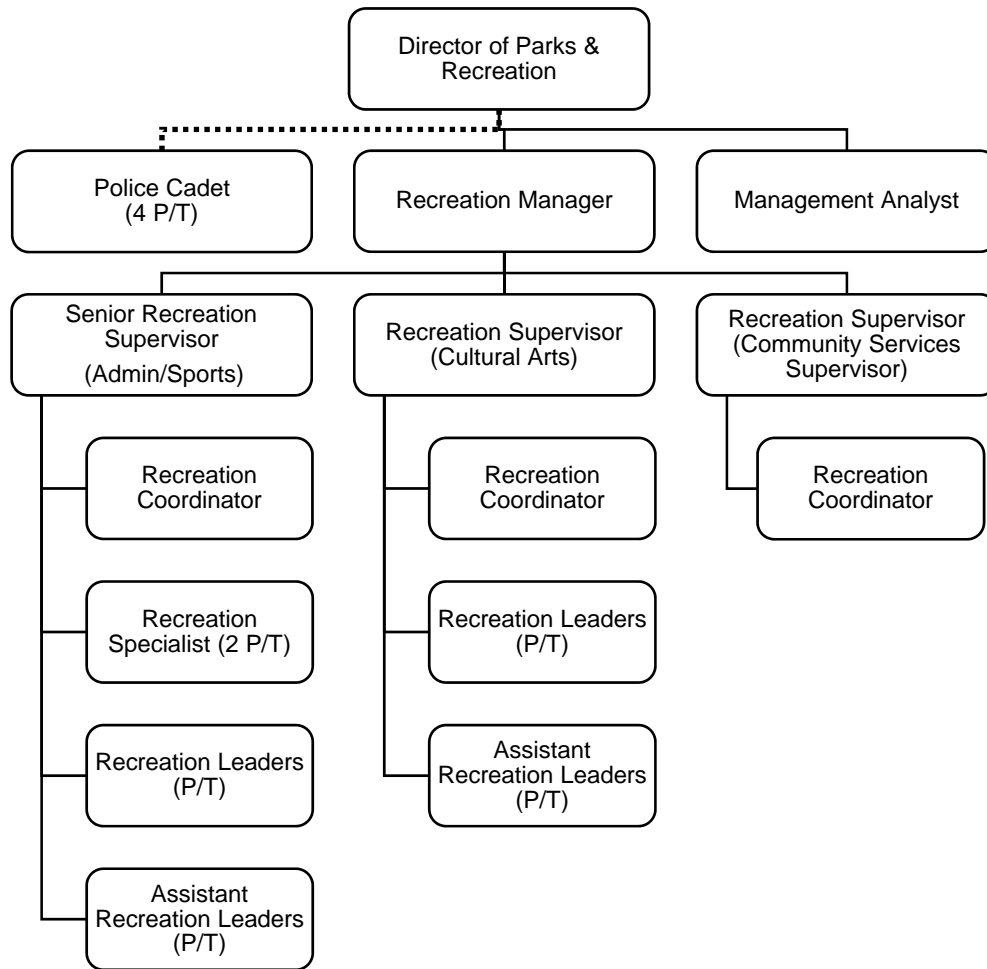 Director of Parks &
Recreation
Police Cadet
(4 P/T)
Recreation Manager
Management Analyst
Senior Recreation
Supervisor
(Admin/Sports)
Recreation Supervisor
(Cultural Arts)
Recreation Supervisor
(Community Services
Supervisor)
Recreation
Coordinator
Recreation
Coordinator
Recreation
Coordinator
Recreation
Specialist (2 P/T)
Recreation Leaders
(P/T)
Recreation Leaders
(P/T)
Assistant
Recreation Leaders
(P/T)
Assistant
Recreation Leaders
(P/T)